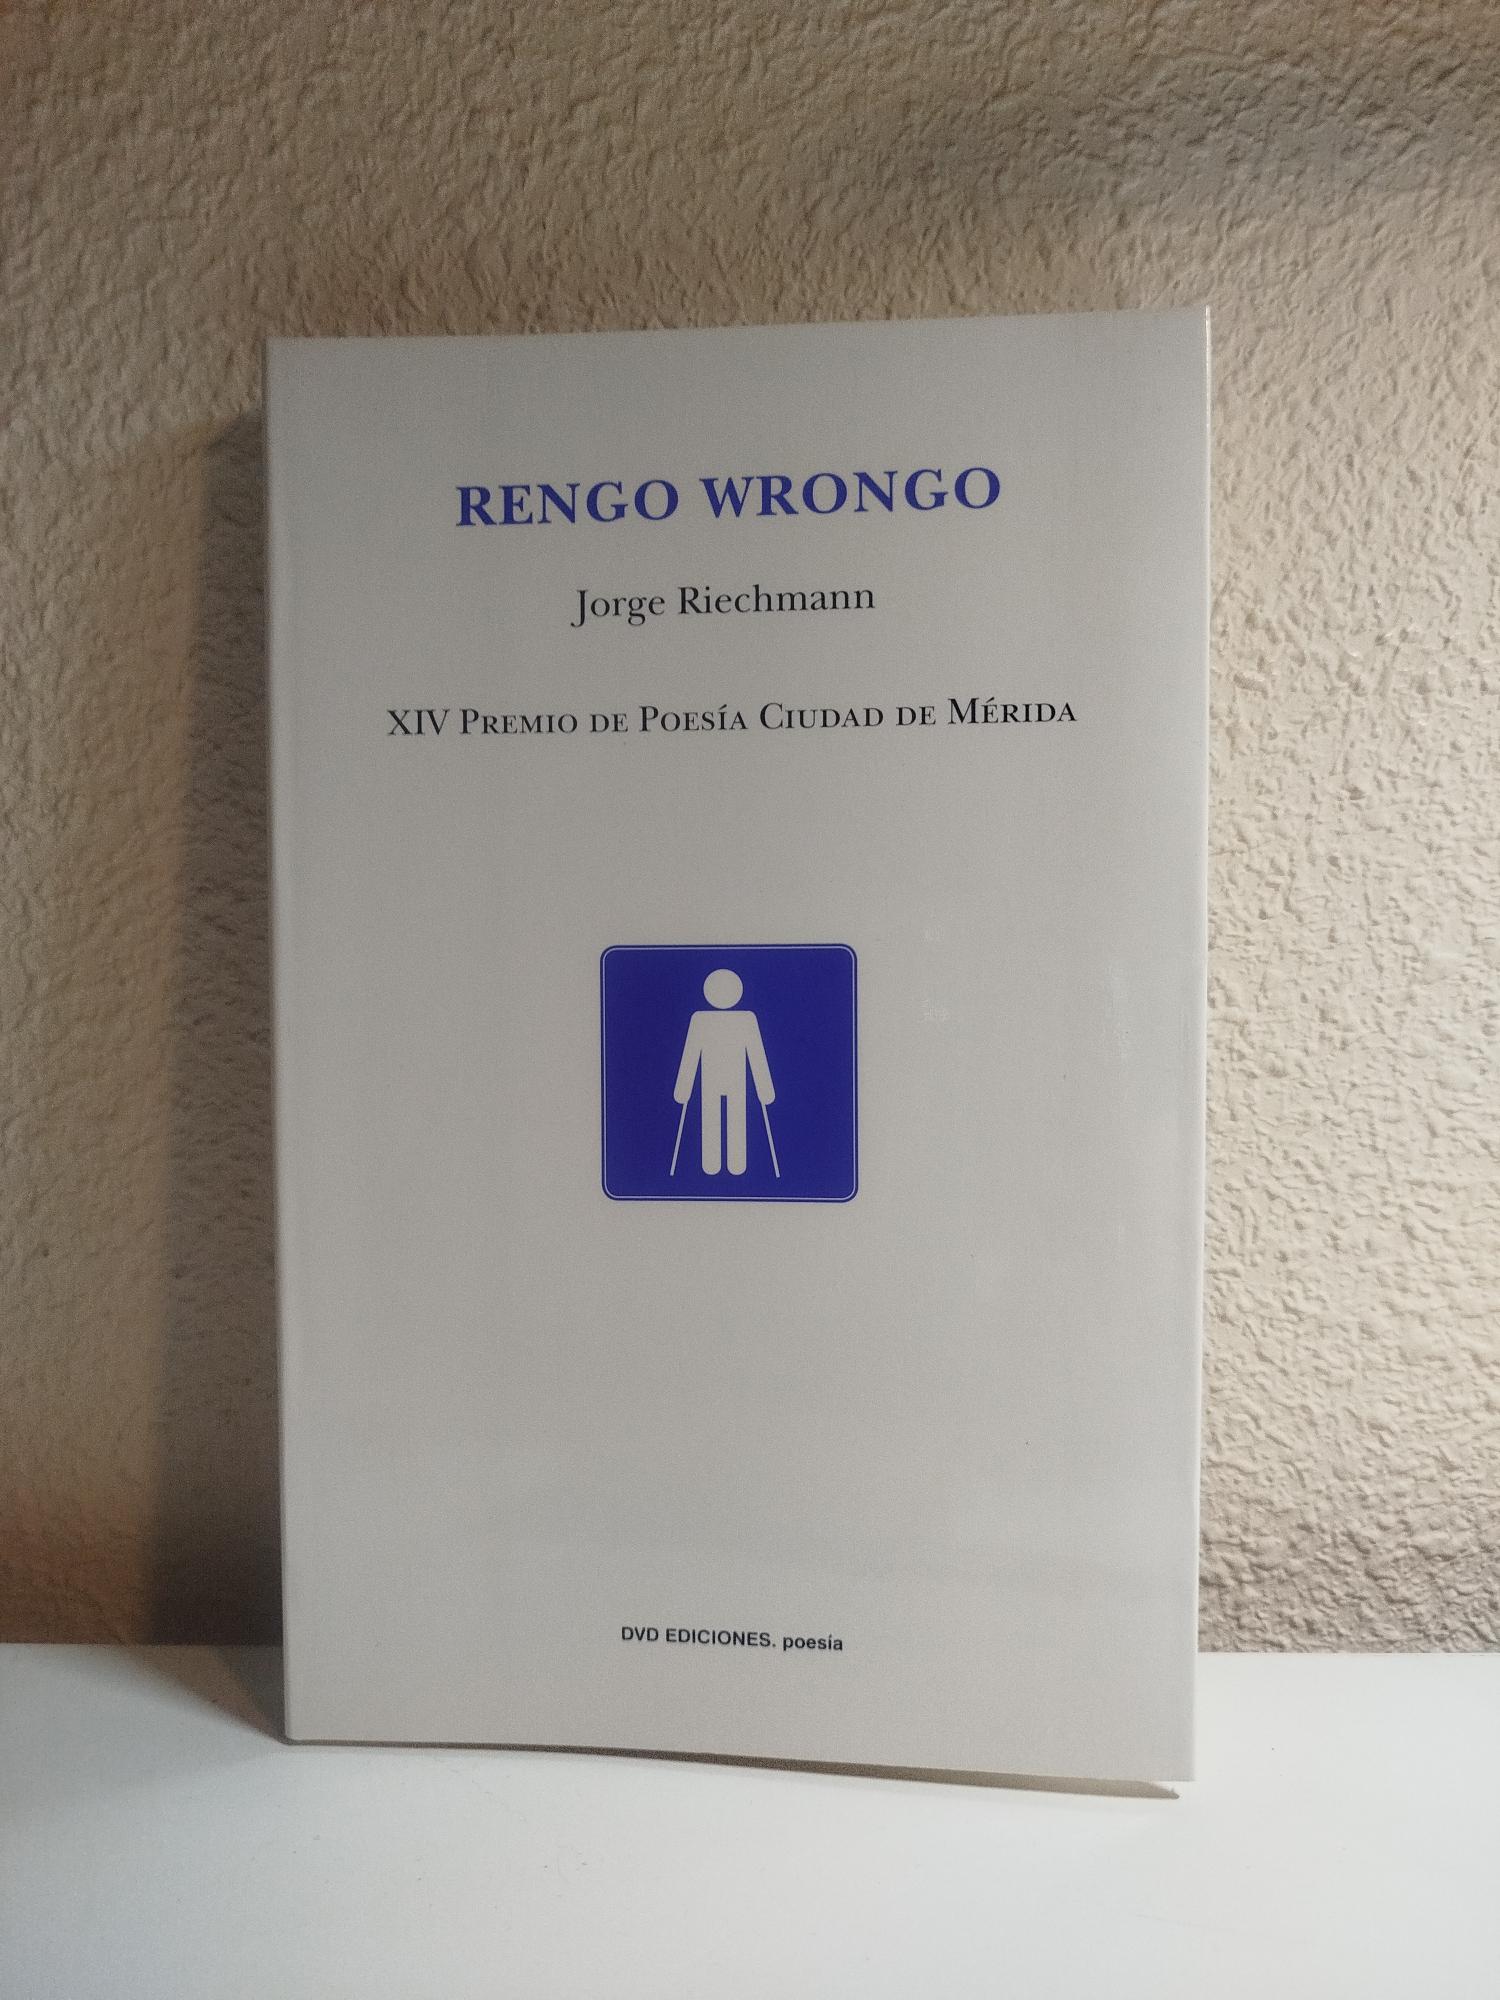 RENGO WRONGO
Jorge Riechmann
XIV PREMIO DE POESÍA CIUDAD DE MÉRIDA
DVD EDICIONES. poesía